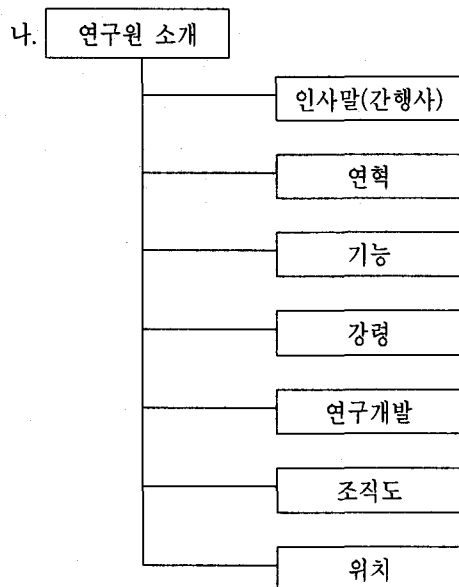 나. 연구원 소개
인사말(간행사)
연혁
기능
강령
연구개발
조직도
위치